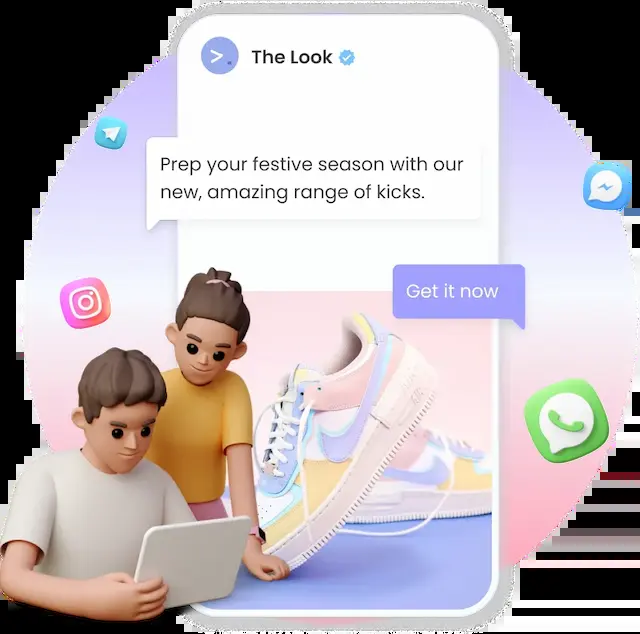 The Look
Prep your festive season with our
new, amazing range of kicks.
Get it now